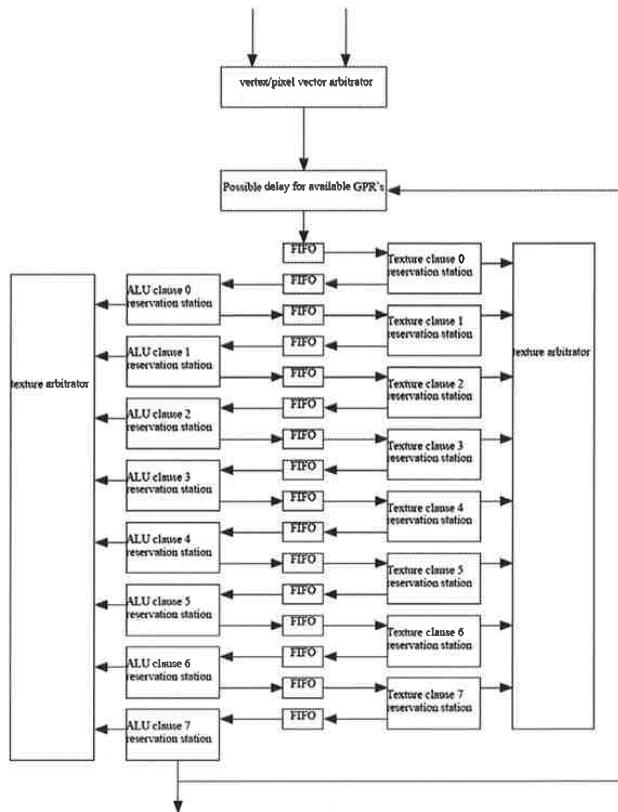 vertex/pixel vector arbitrator
Possible delay for available GPR's
FIFO
Texture clause 0
reservation station
FIFO
ALU clause 0
reservation station
FIFO
Texture clause 1
reservation station
FIFO
ALU clause 1
reservation station
texture arbitrator
texture arbitrator
FIFO
Texture clause 2
reservation station
FIFO
ALU clause 2
reservation station
FIFO
Texture clause 3
reservation station
FIFO
ALU clause 3
reservation station
FIFO
Texture clause 4
reservation station
FIFO
ALU clause 4
reservation station
FIFO
Texture clause 5
reservation station
FIFO
ALU clause 5
reservation station
FIFO
Texture clause 6
reservation station
FIFO
ALU clause 6
reservation station
FIFO
Texture clause 7
reservation station
FIFO
ALU clause 7
reservation station